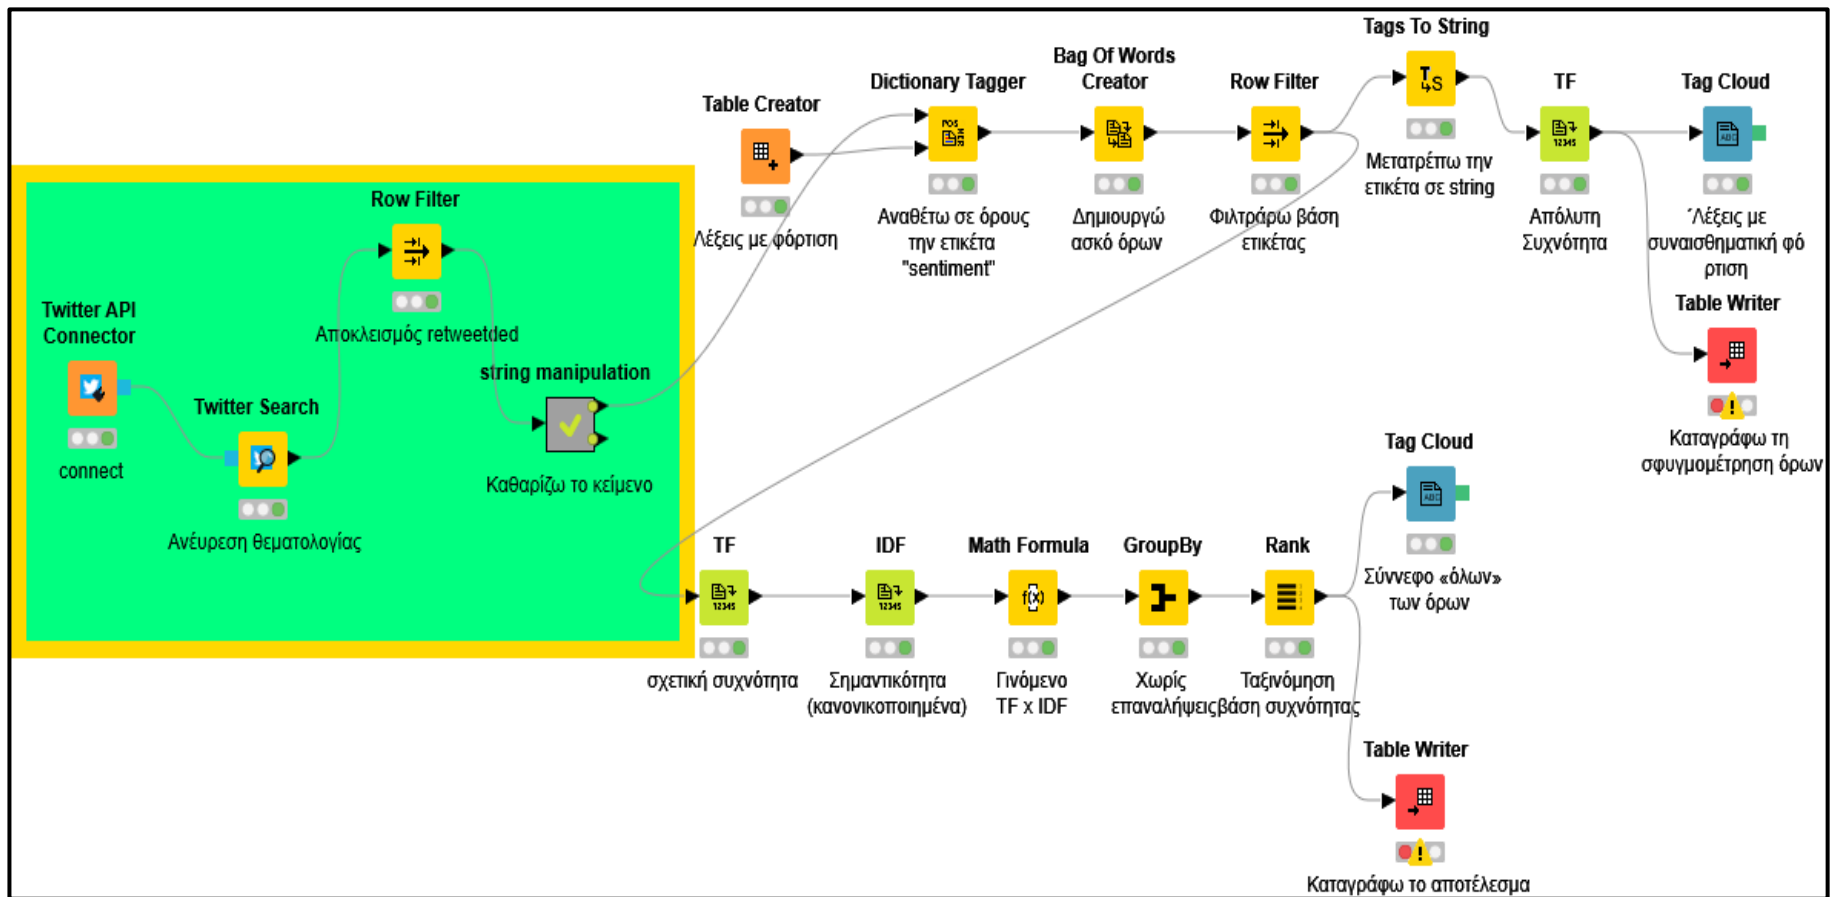 Tags To String
Bag Of Words
Creator
Dictionary Tagger
Row Filter
TF
Tag Cloud
Table Creator
Μετατρέπω την
ετικέτα σε string
Λέξεις με φόρτιση
Αναθέτω σε όρους
την ετικέτα
"sentiment"
Δημιουργώ
ασκό όρων
Φιλτράρω βάση
ετικέτας
Απόλυτη
Συχνότητα
΄Λέξεις με
συναισθηματική φό
ρτιση
Table Writer
Καταγράφω τη
σφυγμομέτρηση όρων
Row Filter
Αποκλεισμός retweetded
Twitter API
Connector
connect
Twitter Search
Ανέυρεση θεματολογίας
string manipulation
Καθαρίζω το κείμενο
Tag Cloud
Σύννεφο «όλων»
των όρων
TF
IDF
Math Formula
GroupBy
Rank
σχετική συχνότητα
Σημαντικότητα
(κανονικοποιημένα)
Γινόμενο
TF x IDF
Χωρίς
επαναλήψεις
Ταξινόμηση
βάση συχνότητας
Table Writer
Καταγράφω το αποτέλεσμα